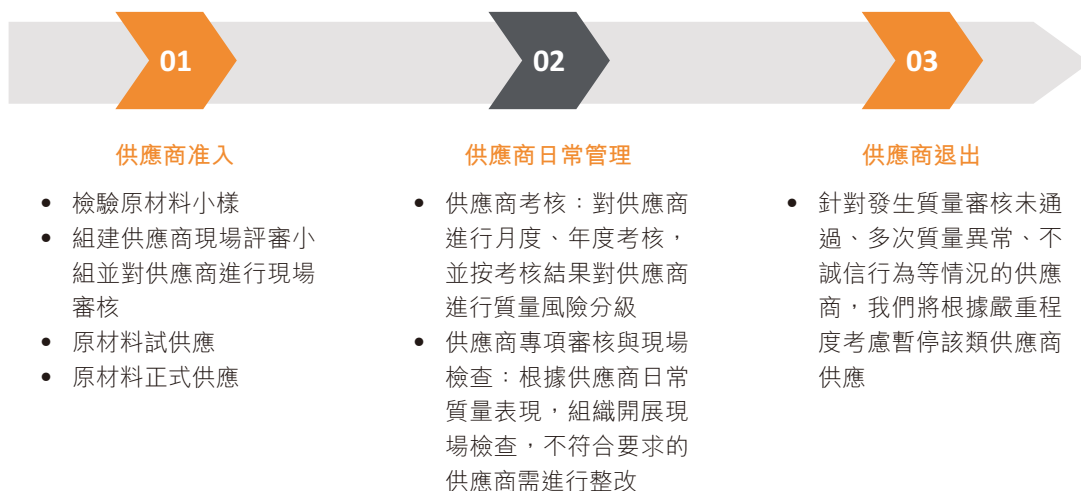 01
02
03
供應商准入
• 檢驗原材料小樣
• 組建供應商現場評審小
組並對供應商進行現場
審核
• 原材料試供應
• 原材料正式供應
供應商日常管理
• 供應商考核：對供應商
進行月度、年度考核，
並按考核結果對供應商
進行質量風險分級
• 供應商專項審核與現場
檢查：根據供應商日常
質量表現，組織開展現
場檢查，不符合要求的
供應商需進行整改
供應商退出
• 針對發生質量審核未通
過、多次質量異常、不
誠信行為等情況的供應
商，我們將根據嚴重程
度考慮暫停該類供應商
供應